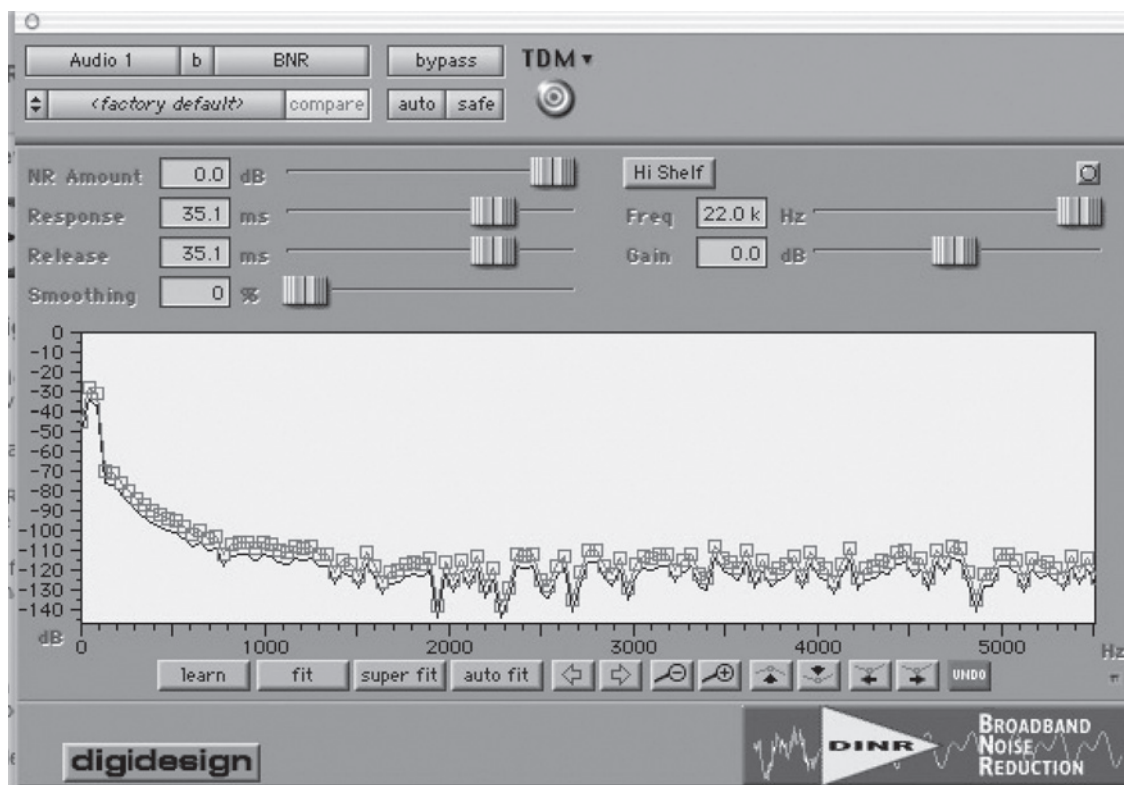 Audio 1 b BNR bypass TDM
<factory default> compare auto safe
NR Amount 0.0 dB
Response 35.1 ms
Release 35.1 ms
Smoothing 0 %
Hi Shelf
Freq 22.0 k Hz
Gain 0.0 dB
0
-10
-20
-30
-40
-50
-60
-70
-80
-90
-100
-110
-120
-130
-140
dB
0 1000 2000 3000 4000 5000 Hz
learn fit super fit auto fit UNDO
digidesign
DINR
BROADBAND
NOISE
REDUCTION